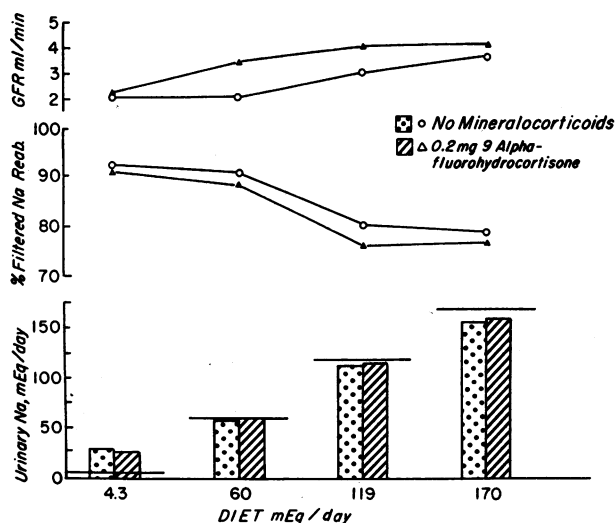 GFR ml/min
4
3
2
% Filtered Na Reab.
100
90
80
70
○ No Mineralocorticoids
△ 0.2 mg 9 Alpha-
fluorohydrocortisone
Urinary Na, mEq/day
150
100
50
0
4.3 60 119 170
DIET mEq/day